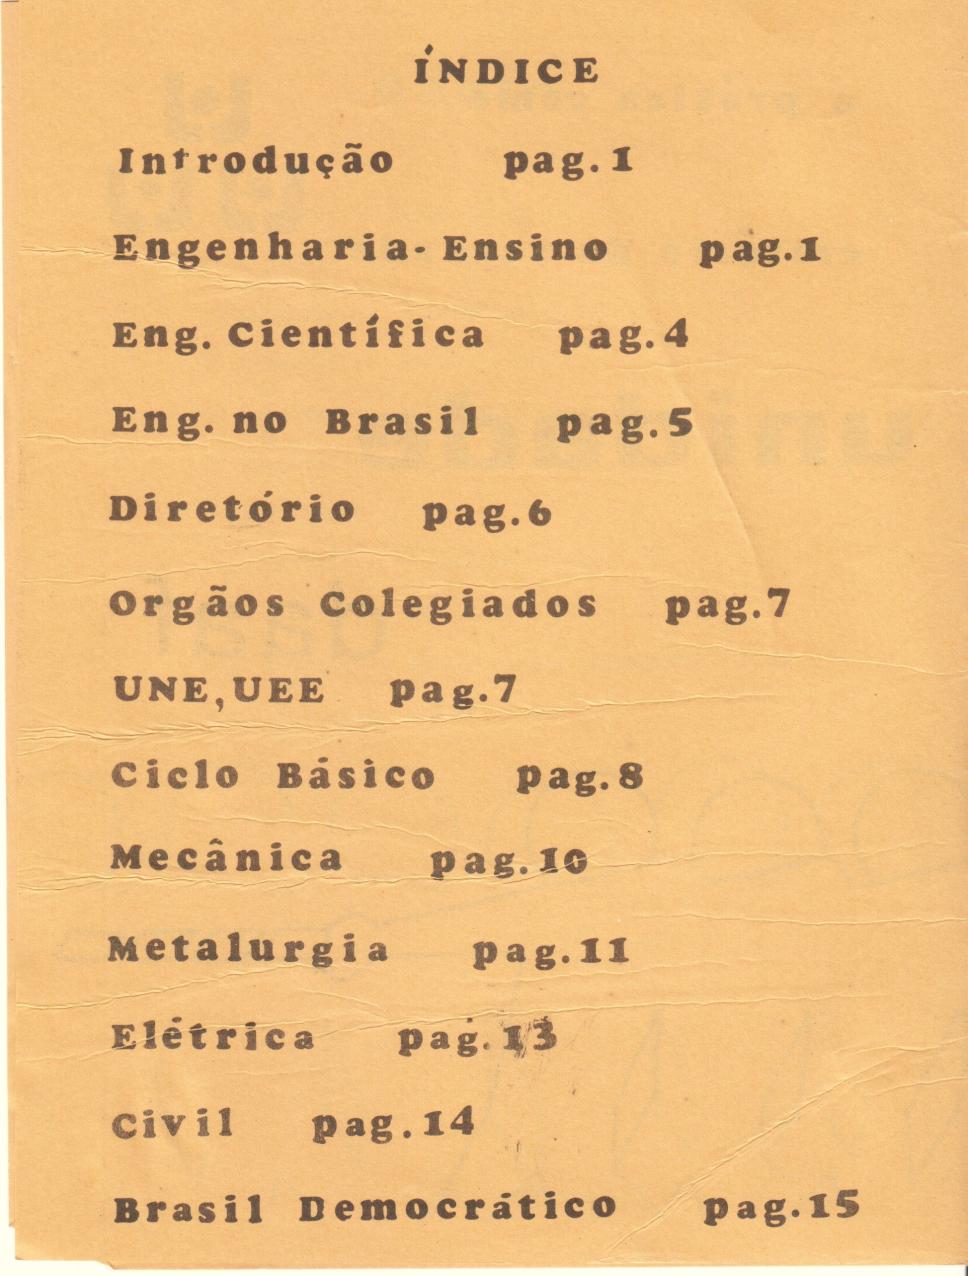 ÍNDICE
Introdução pag.1
Engenharia-Ensino pag.1
Eng. Científica pag.4
Eng. no Brasil pag.5
Diretório pag.6
Orgãos Colegiados pag.7
UNE,UEE pag.7
Ciclo Básico pag.8
Mecânica pag.10
Metalurgia pag.11
Elétrica pag.13
Civil pag.14
Brasil Democrático pag.15